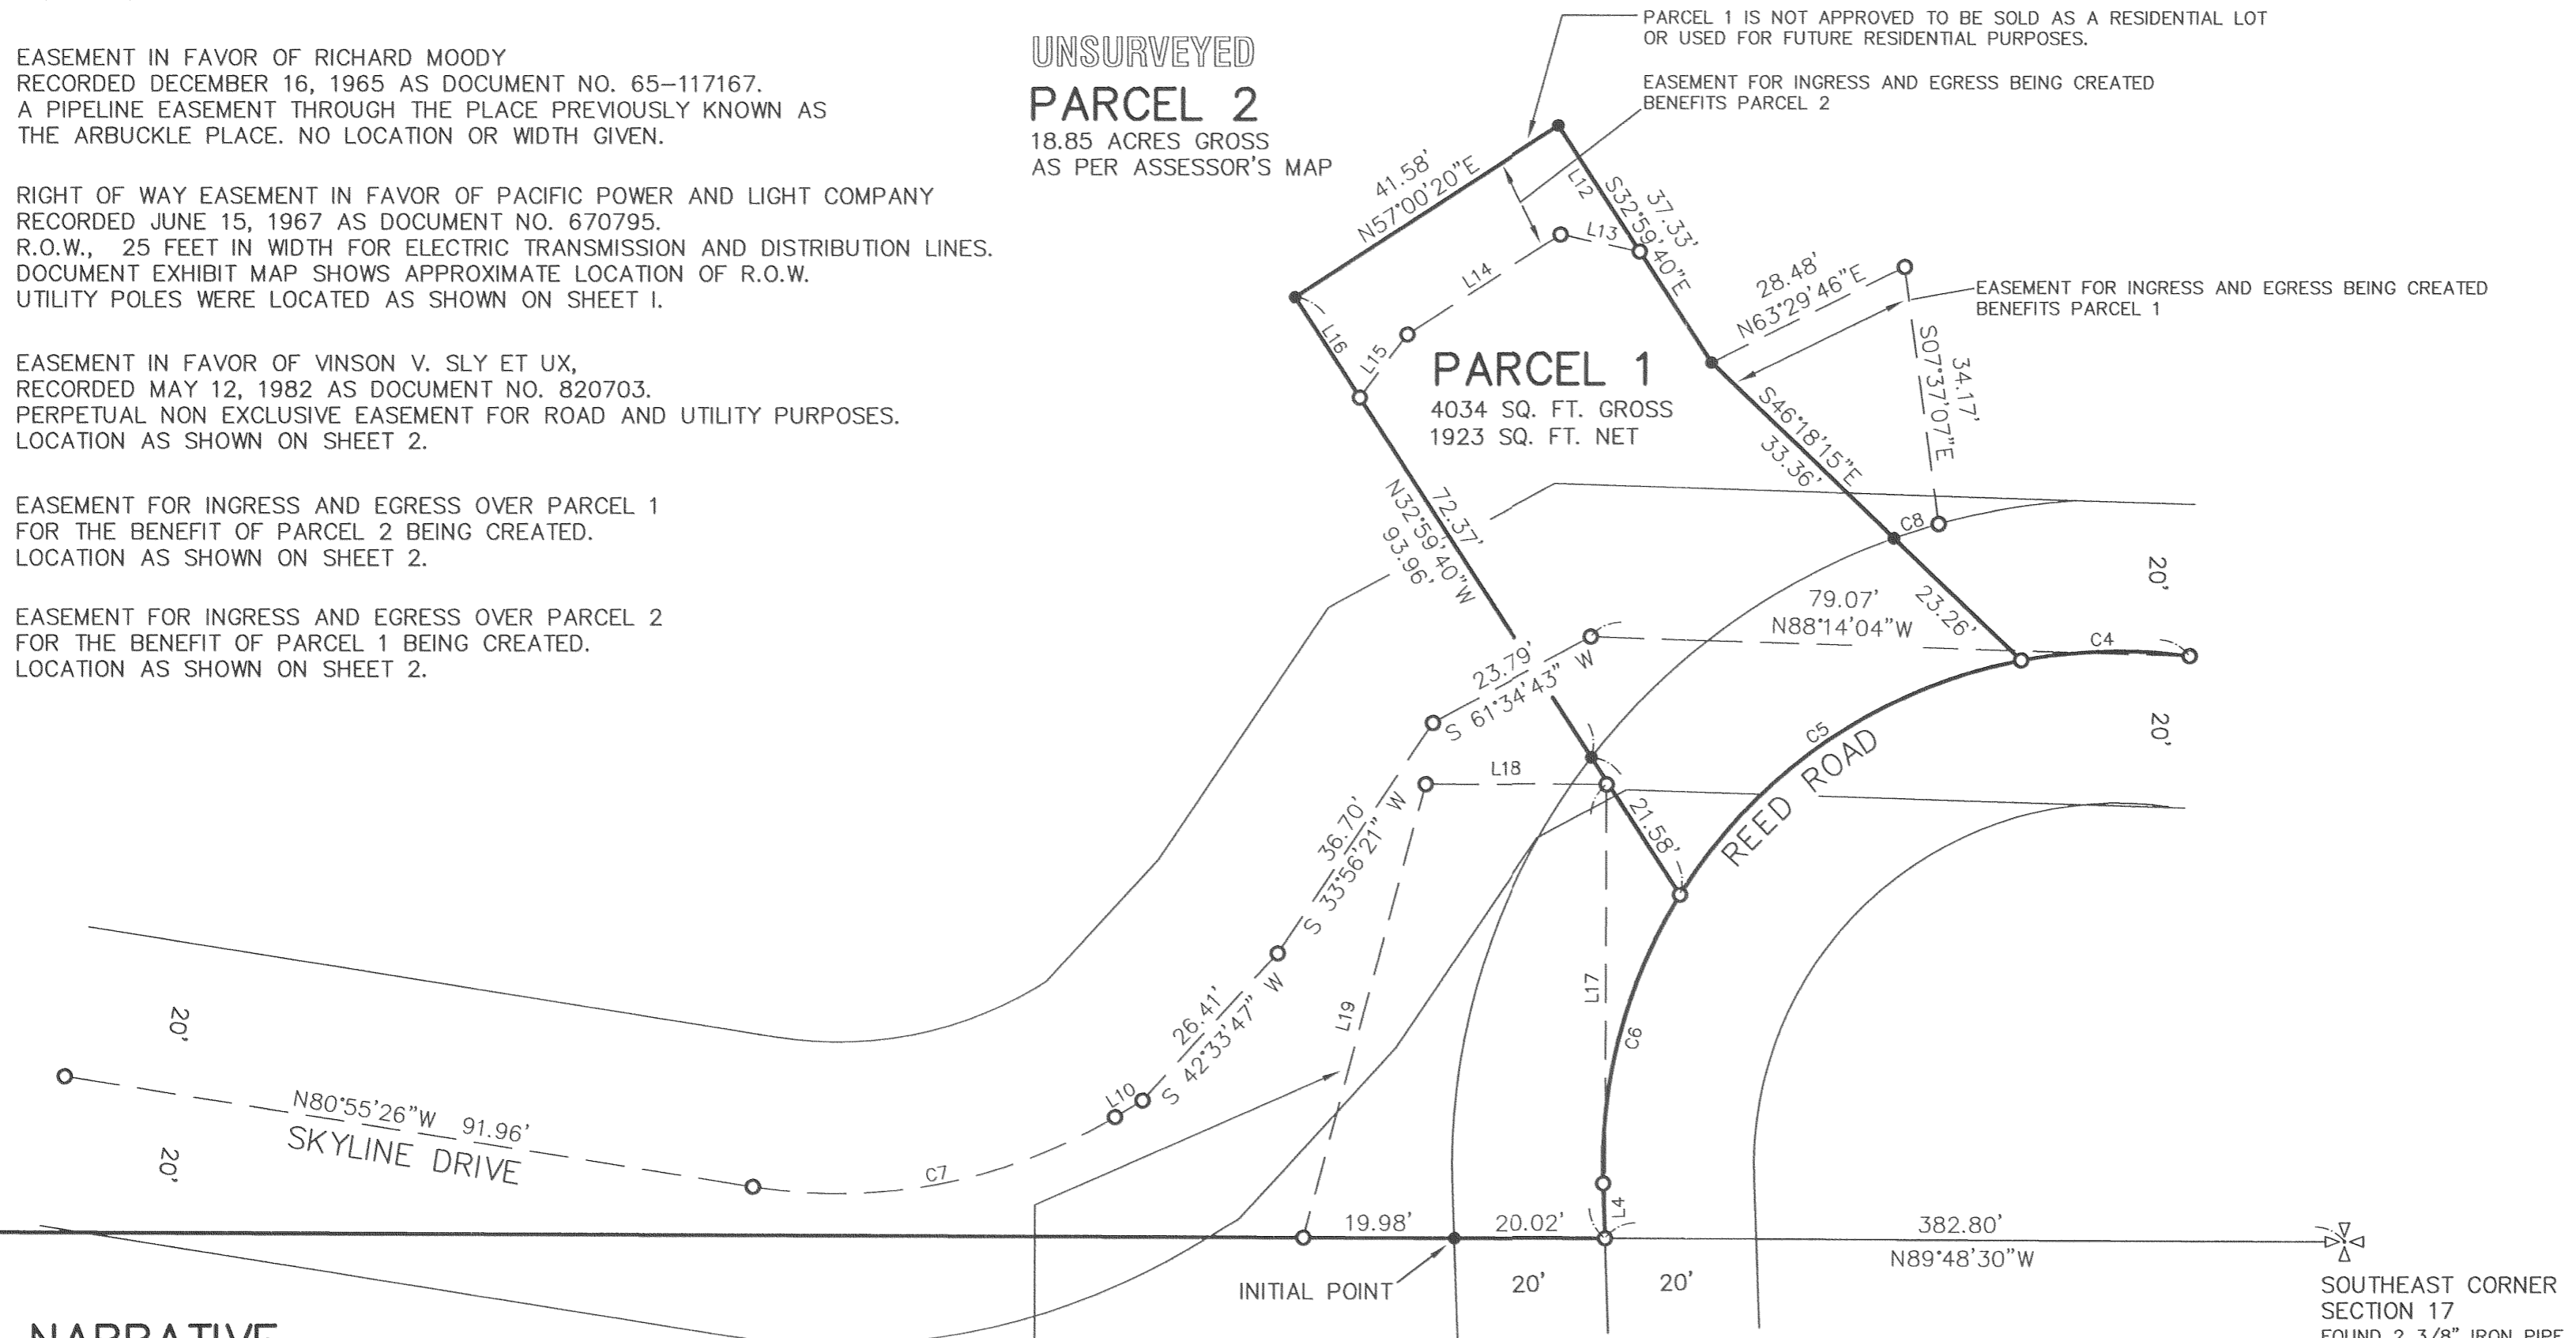 EASEMENT IN FAVOR OF RICHARD MOODY
RECORDED DECEMBER 16, 1965 AS DOCUMENT NO. 65-117167.
A PIPELINE EASEMENT THROUGH THE PLACE PREVIOUSLY KNOWN AS
THE ARBUCKLE PLACE. NO LOCATION OR WIDTH GIVEN.
RIGHT OF WAY EASEMENT IN FAVOR OF PACIFIC POWER AND LIGHT COMPANY
RECORDED JUNE 15, 1967 AS DOCUMENT NO. 670795.
R.O.W., 25 FEET IN WIDTH FOR ELECTRIC TRANSMISSION AND DISTRIBUTION LINES.
DOCUMENT EXHIBIT MAP SHOWS APPROXIMATE LOCATION OF R.O.W.
UTILITY POLES WERE LOCATED AS SHOWN ON SHEET I.
EASEMENT IN FAVOR OF VINSON V. SLY ET UX,
RECORDED MAY 12, 1982 AS DOCUMENT NO. 820703.
PERPETUAL NON EXCLUSIVE EASEMENT FOR ROAD AND UTILITY PURPOSES.
LOCATION AS SHOWN ON SHEET 2.
EASEMENT FOR INGRESS AND EGRESS OVER PARCEL 1
FOR THE BENEFIT OF PARCEL 2 BEING CREATED.
LOCATION AS SHOWN ON SHEET 2.
EASEMENT FOR INGRESS AND EGRESS OVER PARCEL 2
FOR THE BENEFIT OF PARCEL 1 BEING CREATED.
LOCATION AS SHOWN ON SHEET 2.
UNSURVEYED
PARCEL 2
18.85 ACRES GROSS
AS PER ASSESSOR'S MAP
PARCEL 1 IS NOT APPROVED TO BE SOLD AS A RESIDENTIAL LOT
OR USED FOR FUTURE RESIDENTIAL PURPOSES.
EASEMENT FOR INGRESS AND EGRESS BEING CREATED
BENEFITS PARCEL 2
41.58'
N57°00'20"E
L12
37.33'
S32°59'40"E
L13
L14
L15
L16
28.48'
N63°29'46"E
EASEMENT FOR INGRESS AND EGRESS BEING CREATED
BENEFITS PARCEL 1
34.17'
S07°37'07"E
PARCEL 1
4034 SQ. FT. GROSS
1923 SQ. FT. NET
S46°18'15"E
33.36'
72.37'
N32°59'40"W
93.96'
C8
20'
23.26'
79.07'
N88°14'04"W
C4
23.79'
S 61°34'43" W
20'
C5
REED ROAD
L18
21.58'
36.70'
S 33°56'21" W
L17
L19
C6
26.41'
S 42°33'47" W
L10
20'
N80°55'26"W 91.96'
SKYLINE DRIVE
20'
C7
L4
19.98'
20.02'
382.80'
N89°48'30"W
INITIAL POINT
20'
20'
SOUTHEAST CORNER
SECTION 17
FOUND 2 3/8" IRON PIPE
NARRATIVE